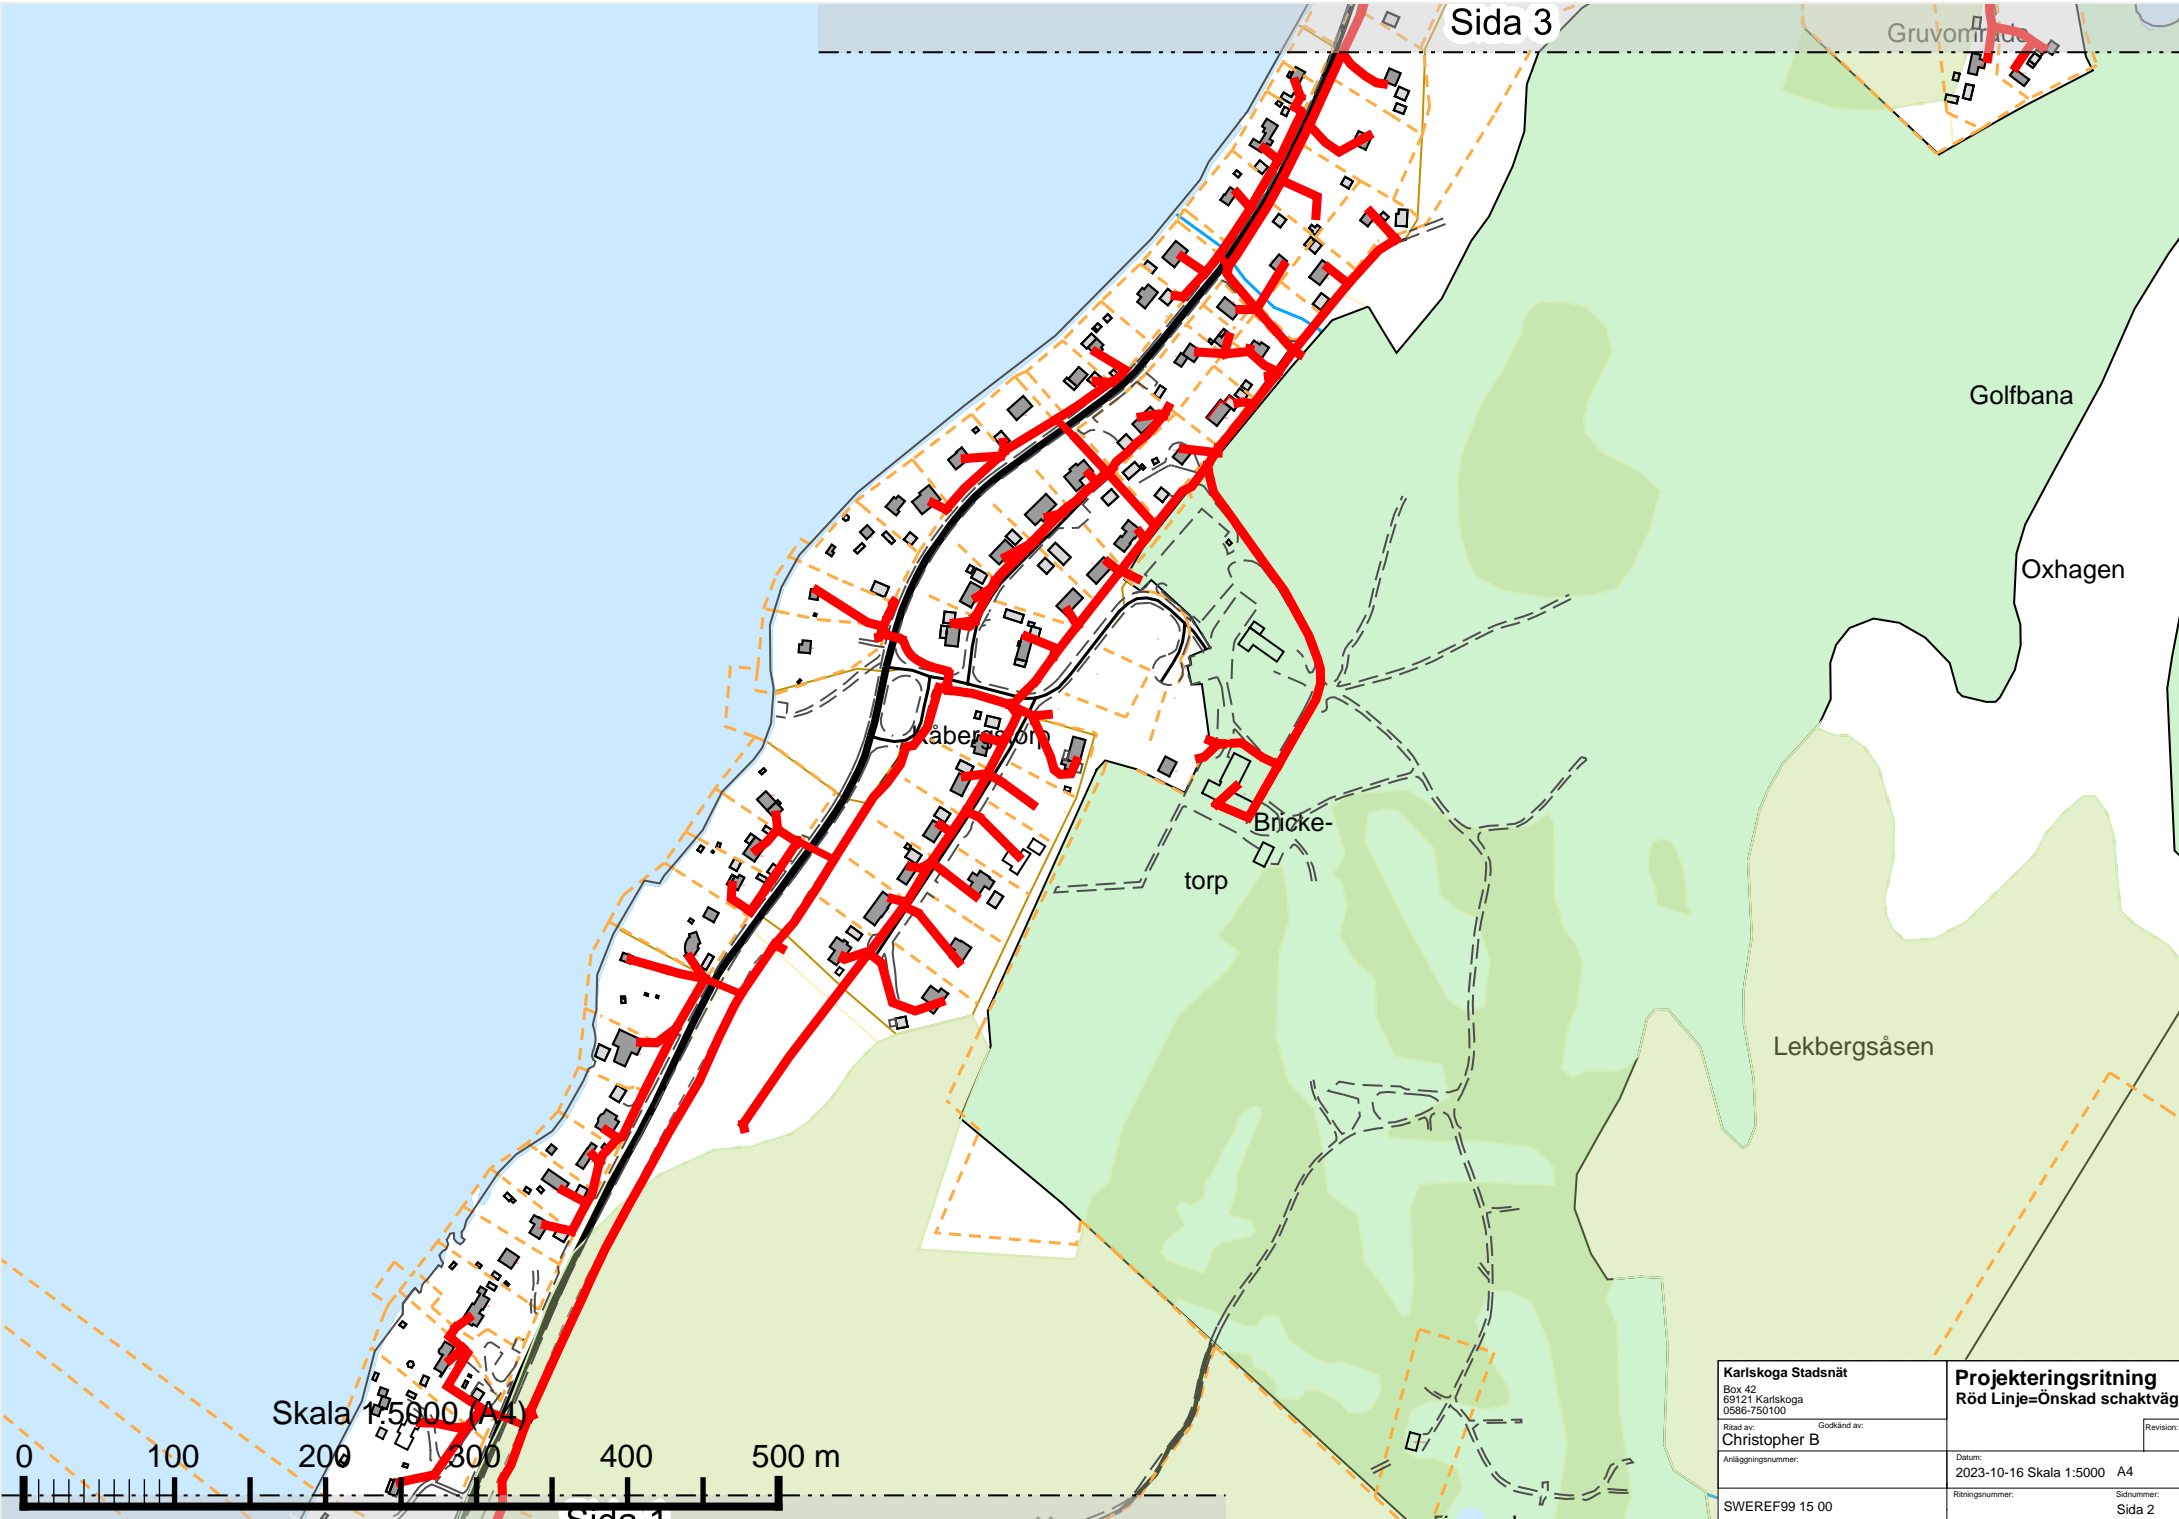 Sida 3
Gruvområde
Golfbana
Oxhagen
Kåbergstorp
Bricke-
torp
Lekbergsåsen
Skala 1:5000 (A4)
0 100 200 300 400 500 m
Sida 1
Karlskoga Stadsnät
Box 42
69121 Karlskoga
0586-750100
Projekteringsritning
Röd Linje=Önskad schaktväg
Ritad av: Godkänd av:
Christopher B
Revision:
Anläggningsnummer:
Datum:
2023-10-16 Skala 1:5000 A4
SWEREF99 15 00
Ritningsnummer:
Sidnummer:
Sida 2